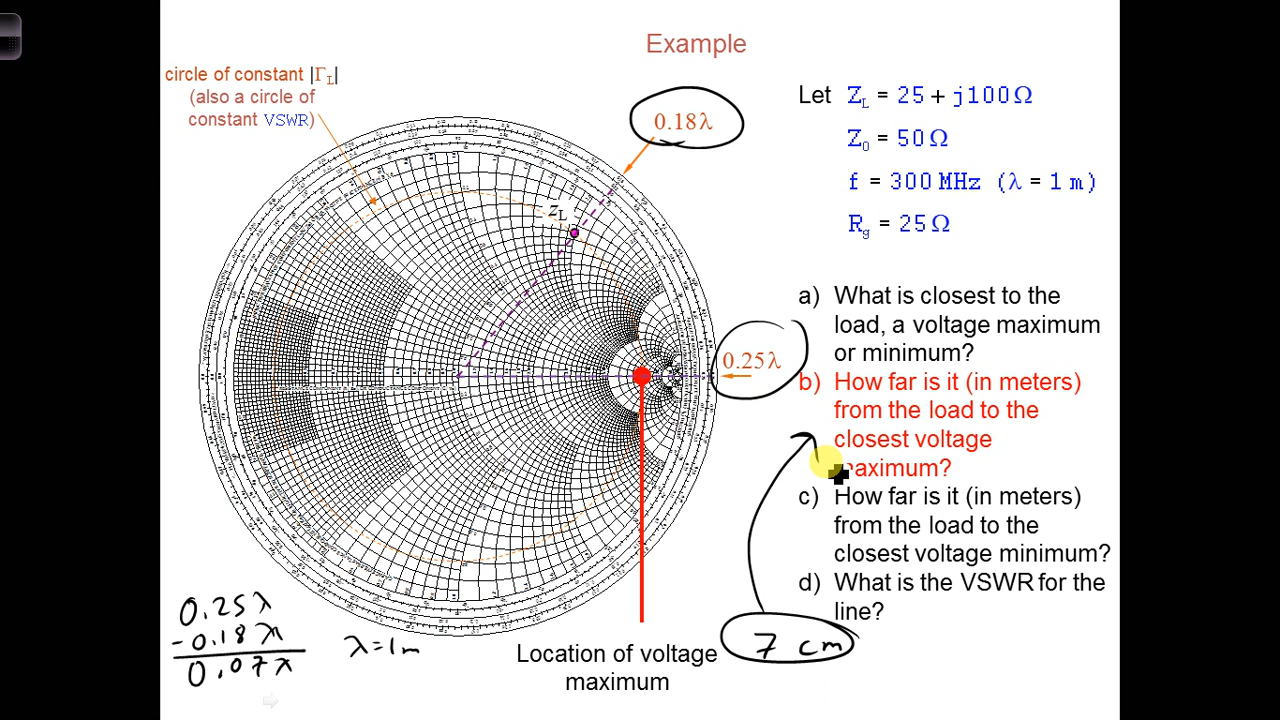 Example
circle of constant |Γ_L|
(also a circle of
constant VSWR)
0.18λ
z_L
0.25λ
Let Z_L = 25 + j100 Ω
Z_0 = 50 Ω
f = 300 MHz (λ = 1 m)
R_g = 25 Ω
a) What is closest to the
load, a voltage maximum
or minimum?
b) How far is it (in meters)
from the load to the
closest voltage
maximum?
c) How far is it (in meters)
from the load to the
closest voltage minimum?
d) What is the VSWR for the
line?
0.25λ
-0.18λ
0.07λ
λ=1m
Location of voltage
maximum
7 cm